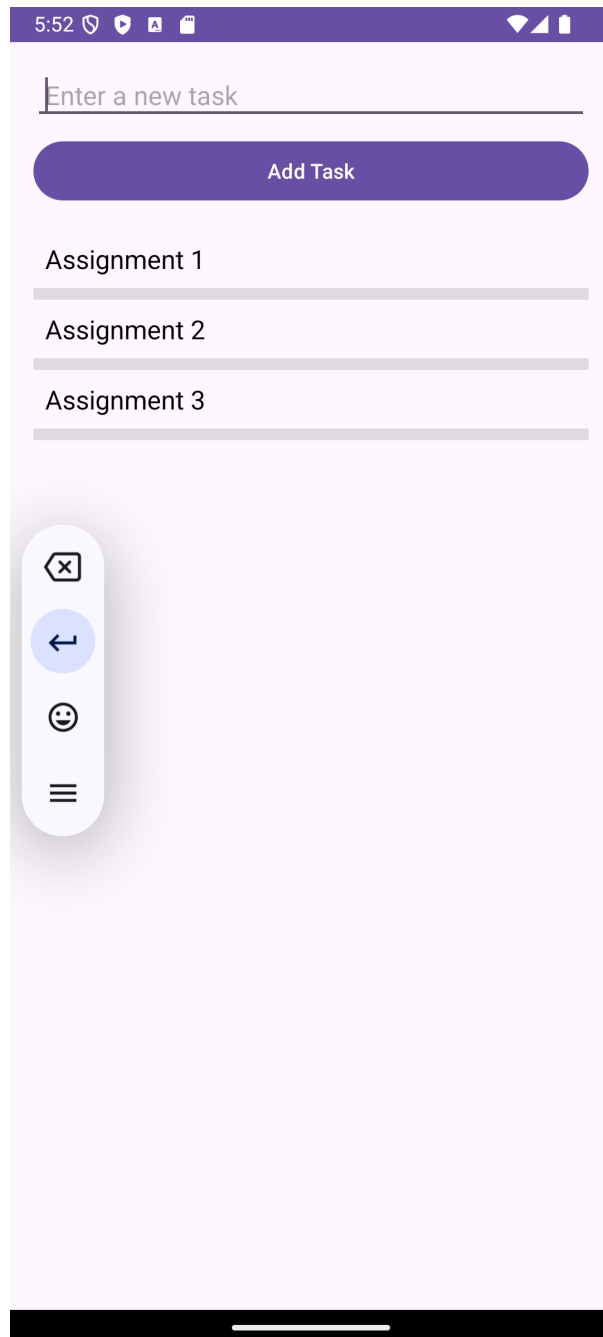 5:52
Enter a new task
Add Task
Assignment 1
Assignment 2
Assignment 3